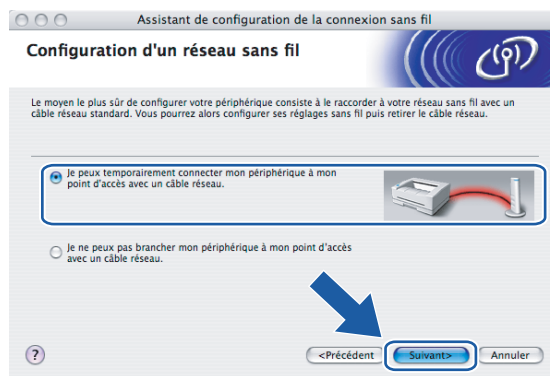 Assistant de configuration de la connexion sans fil
Configuration d'un réseau sans fil
Le moyen le plus sûr de configurer votre périphérique consiste à le raccorder à votre réseau sans fil avec un
câble réseau standard. Vous pourrez alors configurer ses réglages sans fil puis retirer le câble réseau.
Je peux temporairement connecter mon périphérique à mon
point d'accès avec un câble réseau.
Je ne peux pas brancher mon périphérique à mon point d'accès
avec un câble réseau.
? <Précédent Suivant> Annuler